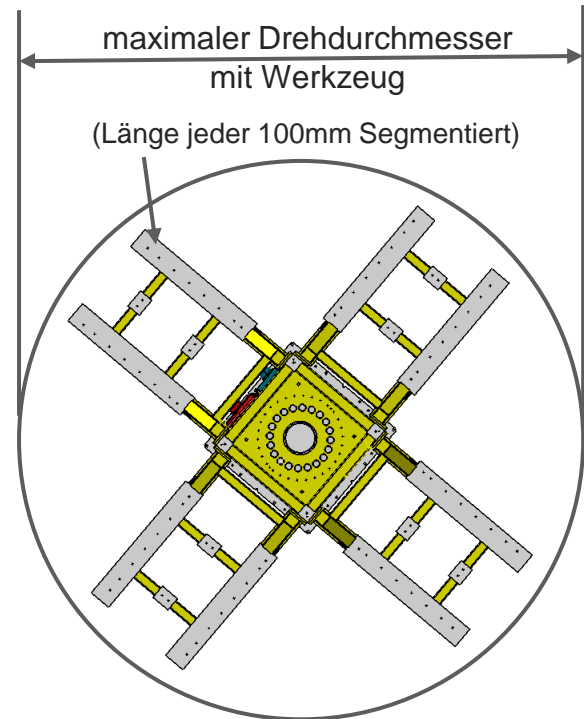 maximaler Drehdurchmesser
mit Werkzeug
(Länge jeder 100mm Segmentiert)